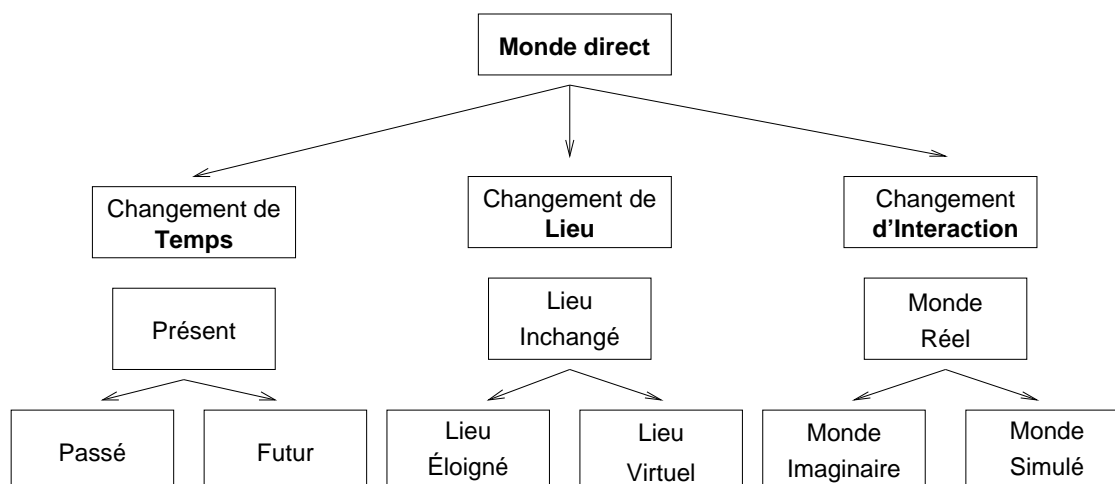 Monde direct
Changement de
Temps
Changement de
Lieu
Changement
d'Interaction
Présent
Lieu
Inchangé
Monde
Réel
Passé
Futur
Lieu
Éloigné
Lieu
Virtuel
Monde
Imaginaire
Monde
Simulé